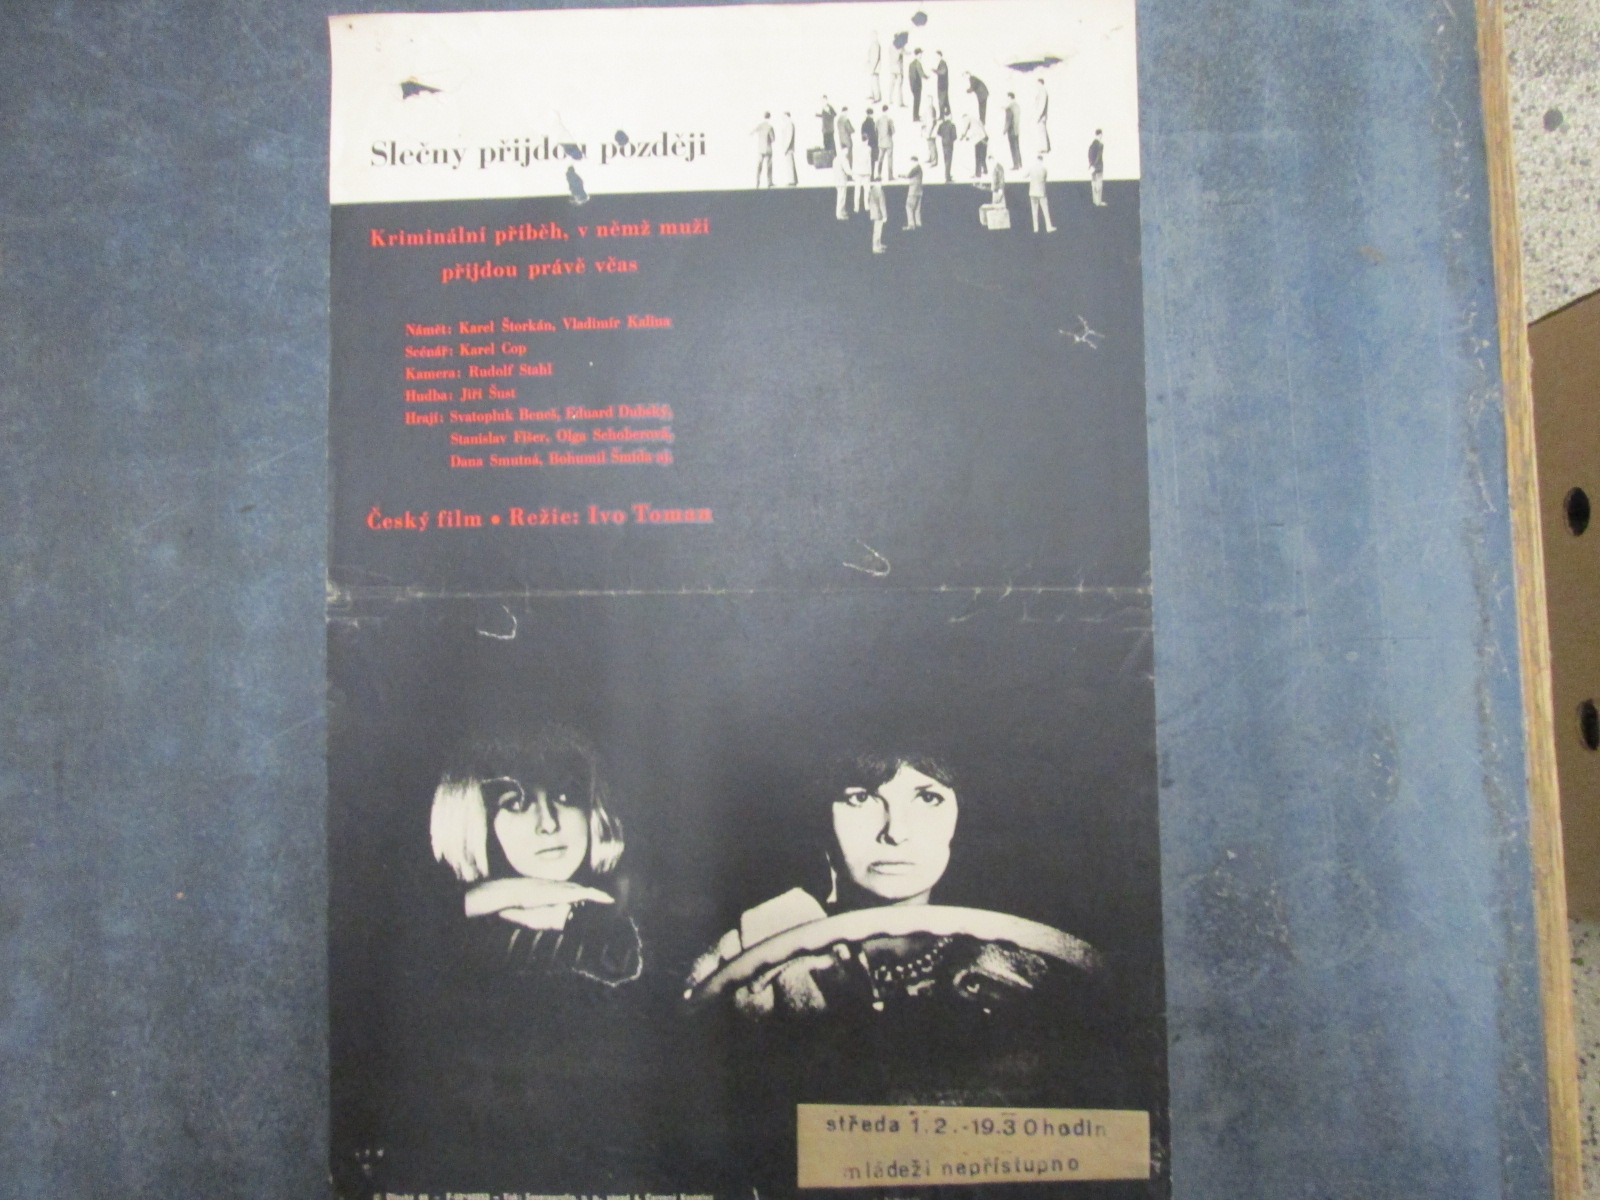 Slečny přijdou později
Kriminální příběh, v němž muži
přijdou právě včas
Námět: Karel Štorkán, Vladimír Kalina
Scénář: Karel Cop
Kamera: Rudolf Stahl
Hudba: Jiří Šust
Hrají: Svatopluk Beneš, Eduard Dubský,
Stanislav Fišer, Olga Schoberová,
Dana Smutná, Bohumil Šmída aj.
Český film • Režie: Ivo Toman
středa 1.2.-19.30hodin
mládeži nepřístupno